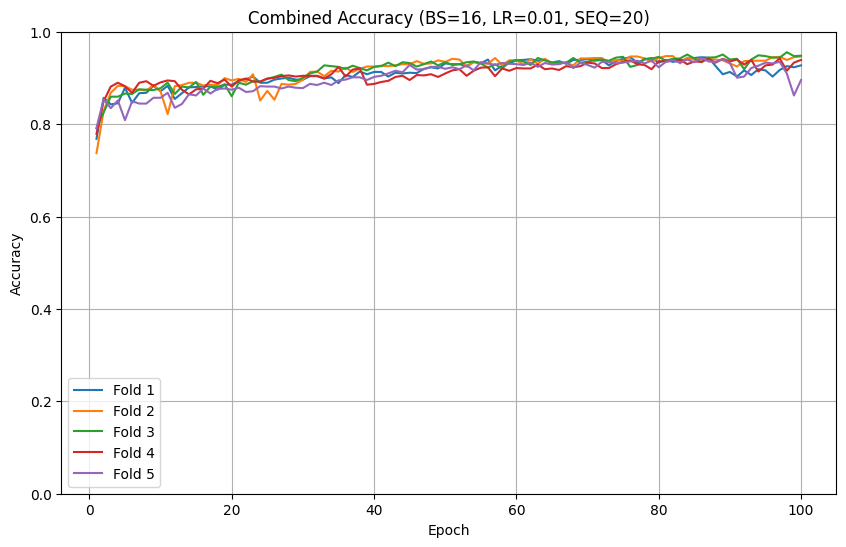 Combined Accuracy (BS=16, LR=0.01, SEQ=20)
Accuracy
1.0
0.8
0.6
0.4
0.2
0.0
Fold 1
Fold 2
Fold 3
Fold 4
Fold 5
0 20 40 60 80 100
Epoch